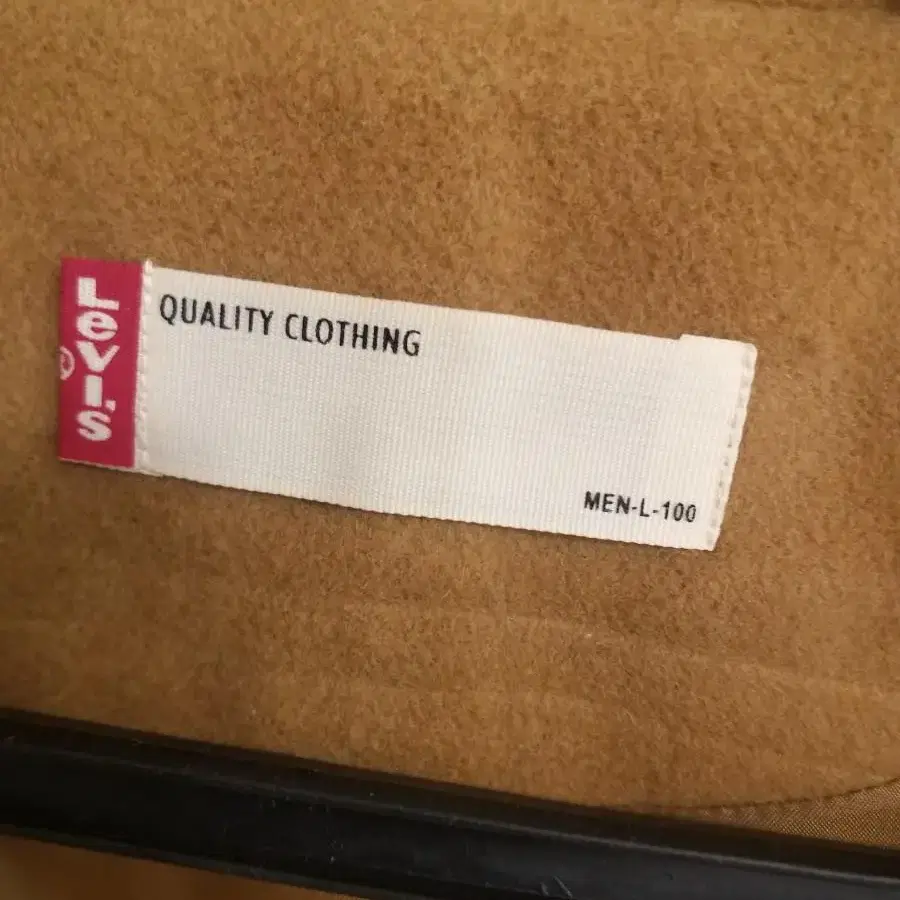 Levi's
®
QUALITY CLOTHING
MEN-L-100